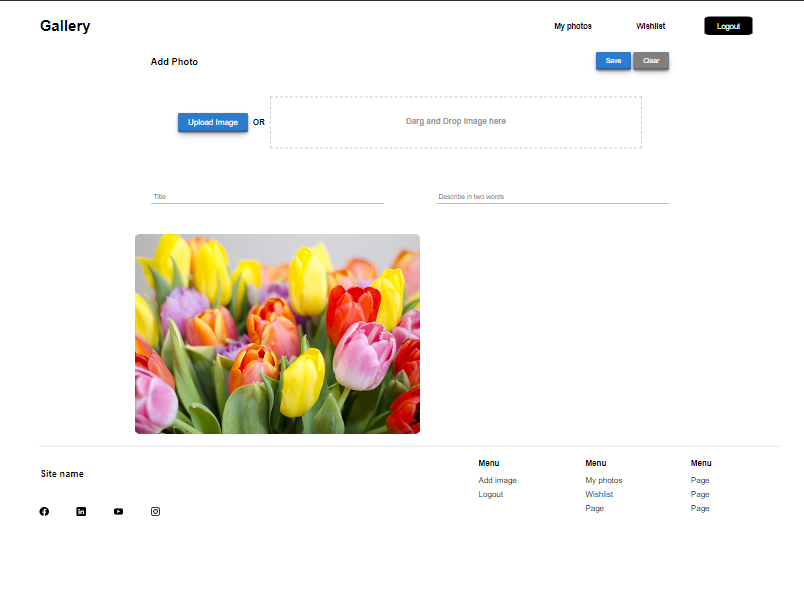 Gallery
My photos
Wishlist
Logout
Add Photo
Save
Clear
Upload Image
OR
Darg and Drop Image here
Title
Describe in two words
Site name
Menu
Add image
Logout
Menu
My photos
Wishlist
Page
Menu
Page
Page
Page